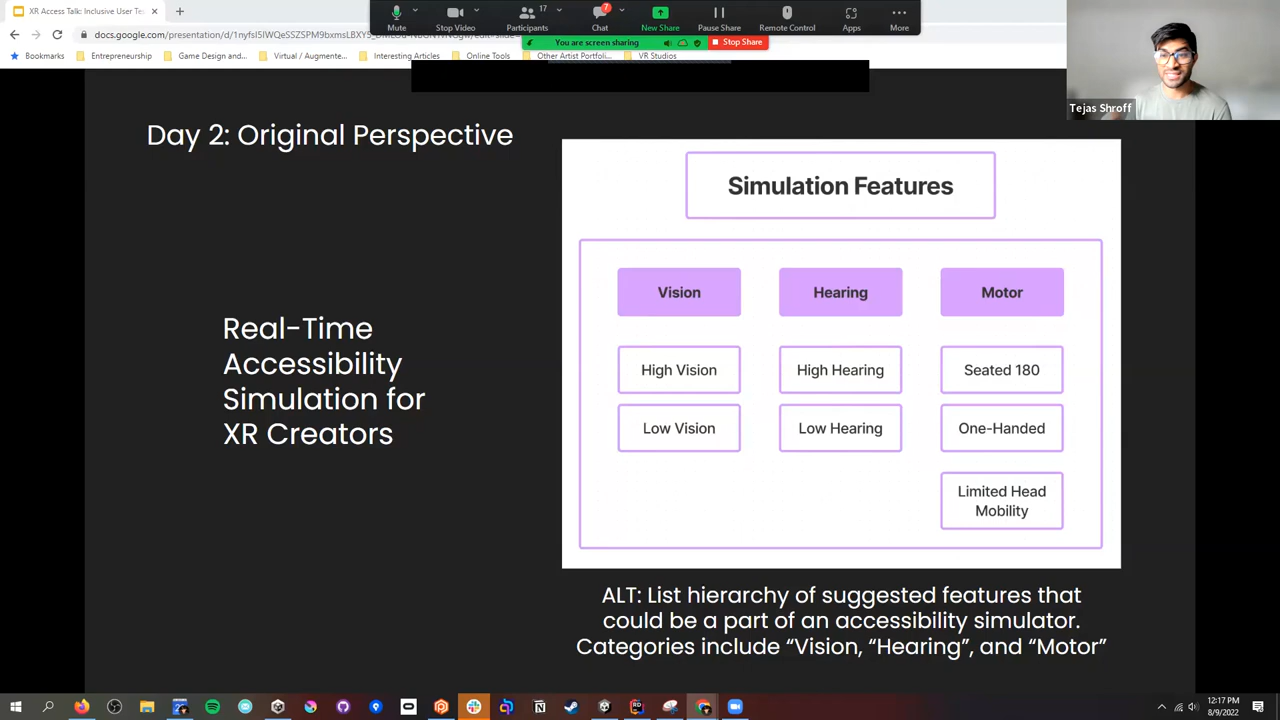 XR Access Talk: Inclusive User Te
Mute
Stop Video
17
Participants
7
Chat
New Share
Pause Share
Remote Control
Apps
More
You are screen sharing
Stop Share
Bookmarks
Entrepreneurship
Game Design and...
Virtual / Augmente...
Interesting Articles
Online Tools
Other Artist Portfoli...
VR Studios
Tejas Shroff
Day 2: Original Perspective
Real-Time
Accessibility
Simulation for
XR Creators
Simulation Features
Vision
Hearing
Motor
High Vision
High Hearing
Seated 180
Low Vision
Low Hearing
One-Handed
Limited Head
Mobility
ALT: List hierarchy of suggested features that
could be a part of an accessibility simulator.
Categories include “Vision, “Hearing”, and “Motor”
12:17 PM
8/9/2022